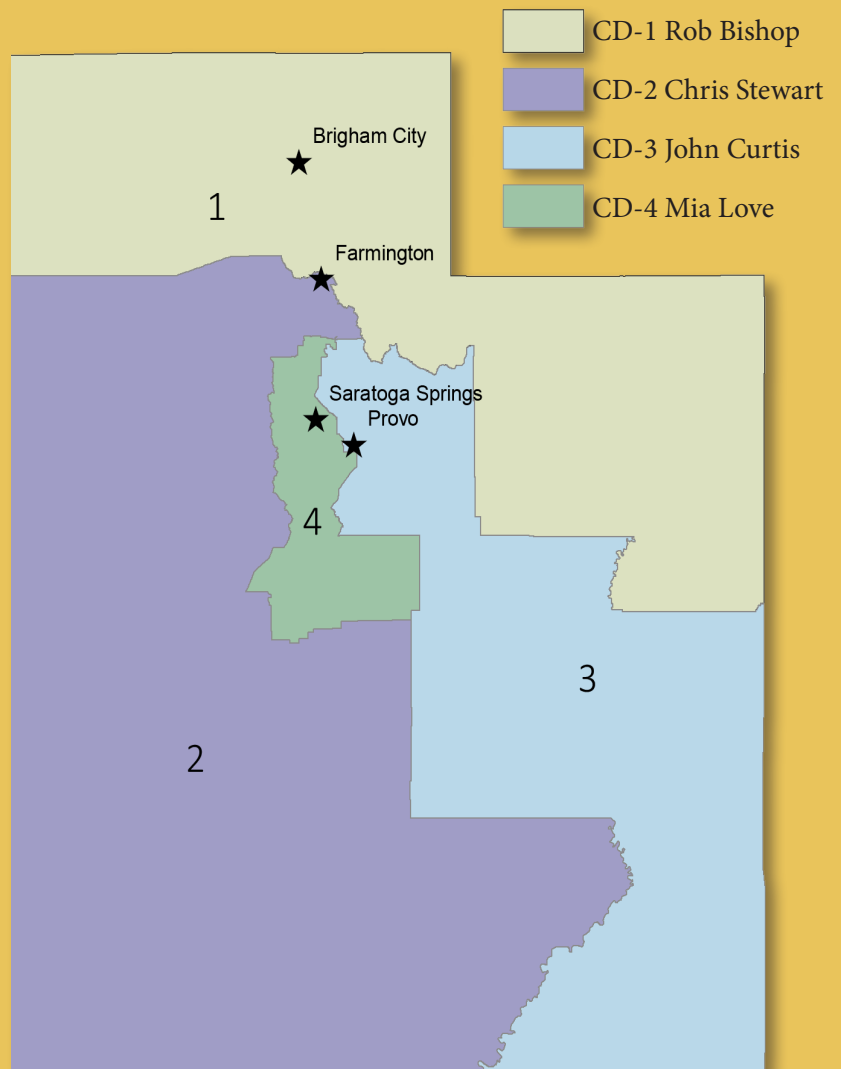 CD-1 Rob Bishop
CD-2 Chris Stewart
CD-3 John Curtis
CD-4 Mia Love
Brigham City
1
Farmington
Saratoga Springs
Provo
4
3
2